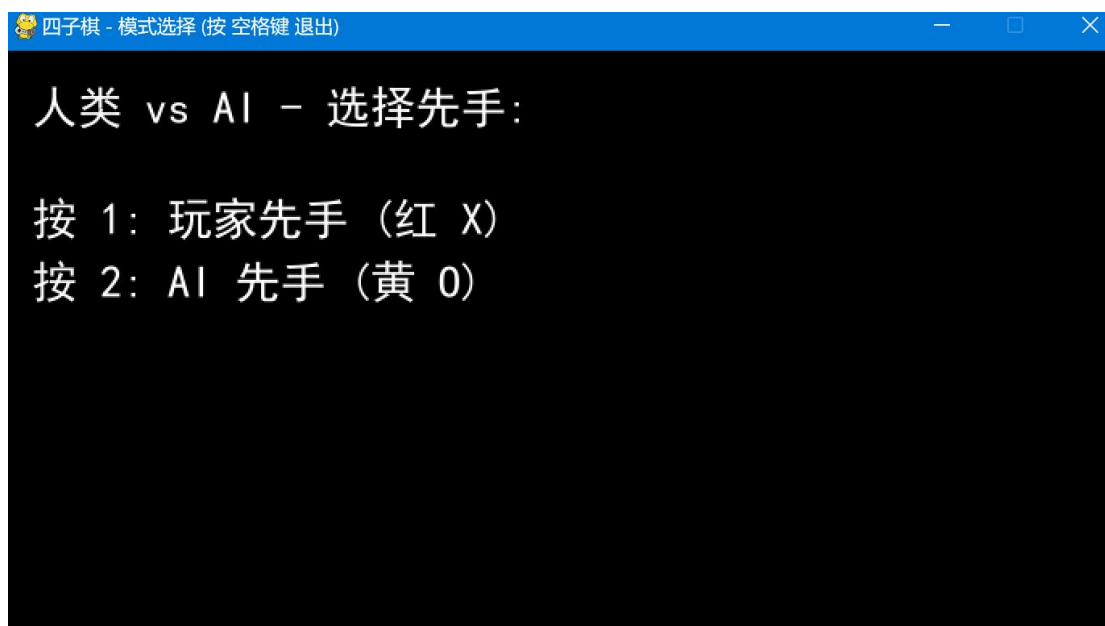 四子棋 - 模式选择 (按 空格键 退出)
人类 vs AI - 选择先手:
按 1: 玩家先手 (红 X)
按 2: AI 先手 (黄 O)